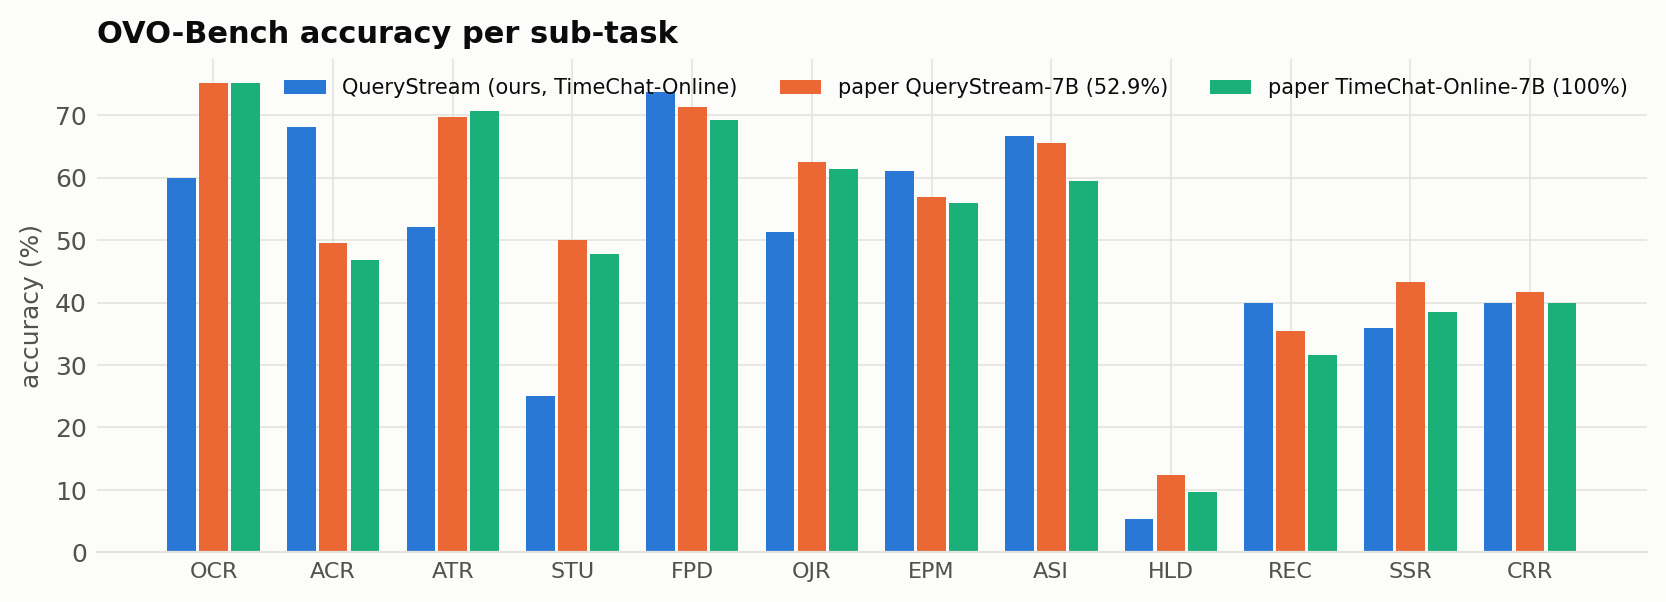 OVO-Bench accuracy per sub-task
QueryStream (ours, TimeChat-Online)
paper QueryStream-7B (52.9%)
paper TimeChat-Online-7B (100%)
accuracy (%)
70
60
50
40
30
20
10
0
OCR ACR ATR STU FPD OJR EPM ASI HLD REC SSR CRR